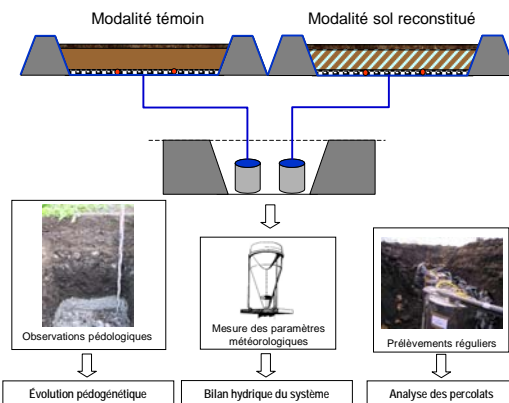 Modalité témoin
Modalité sol reconstitué
Observations pédologiques
Mesure des paramètres
météorologiques
Prélèvements réguliers
Évolution pédogénétique
Bilan hydrique du système
Analyse des percolats